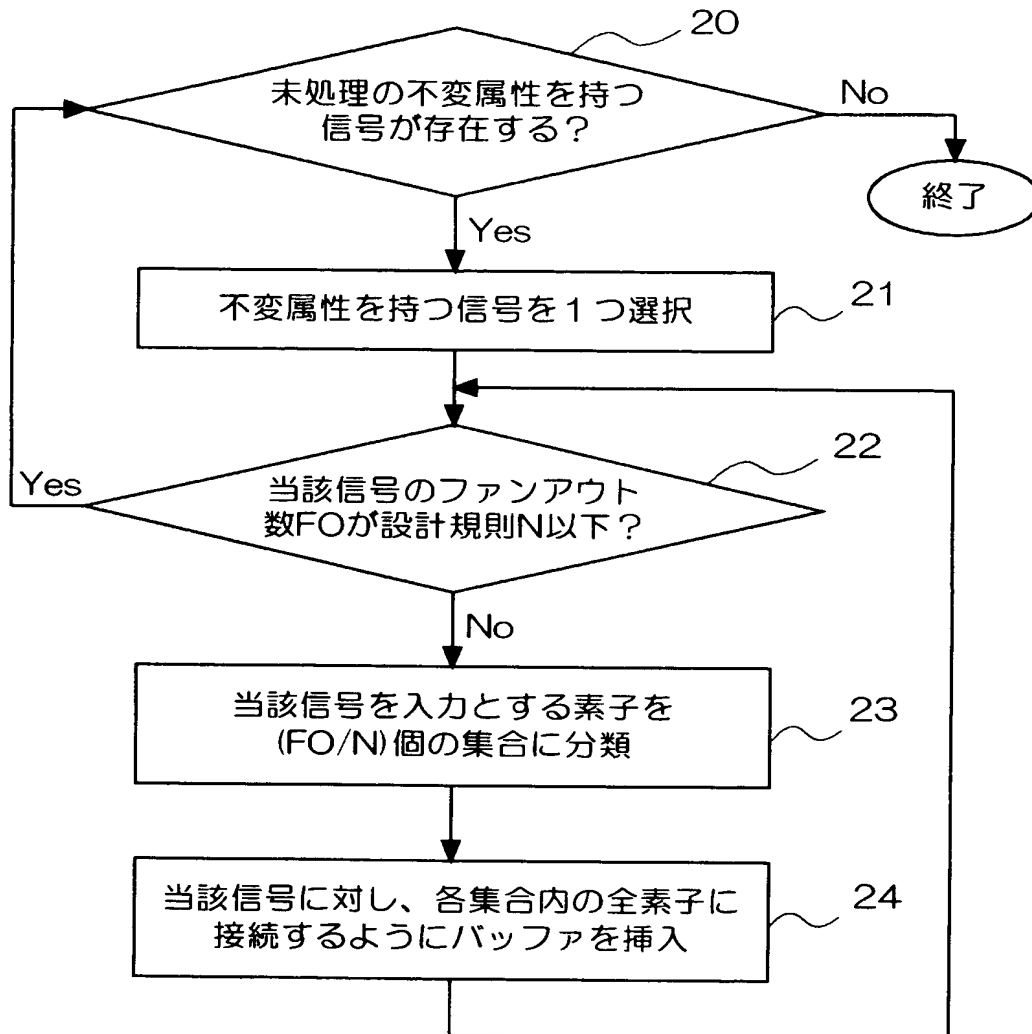 20
未処理の不変属性を持つ
信号が存在する？
No
終了
Yes
不変属性を持つ信号を１つ選択
21
22
Yes
当該信号のファンアウト
数FOが設計規則N以下？
No
当該信号を入力とする素子を
(FO/N)個の集合に分類
23
当該信号に対し、各集合内の全素子に
接続するようにバッファを挿入
24